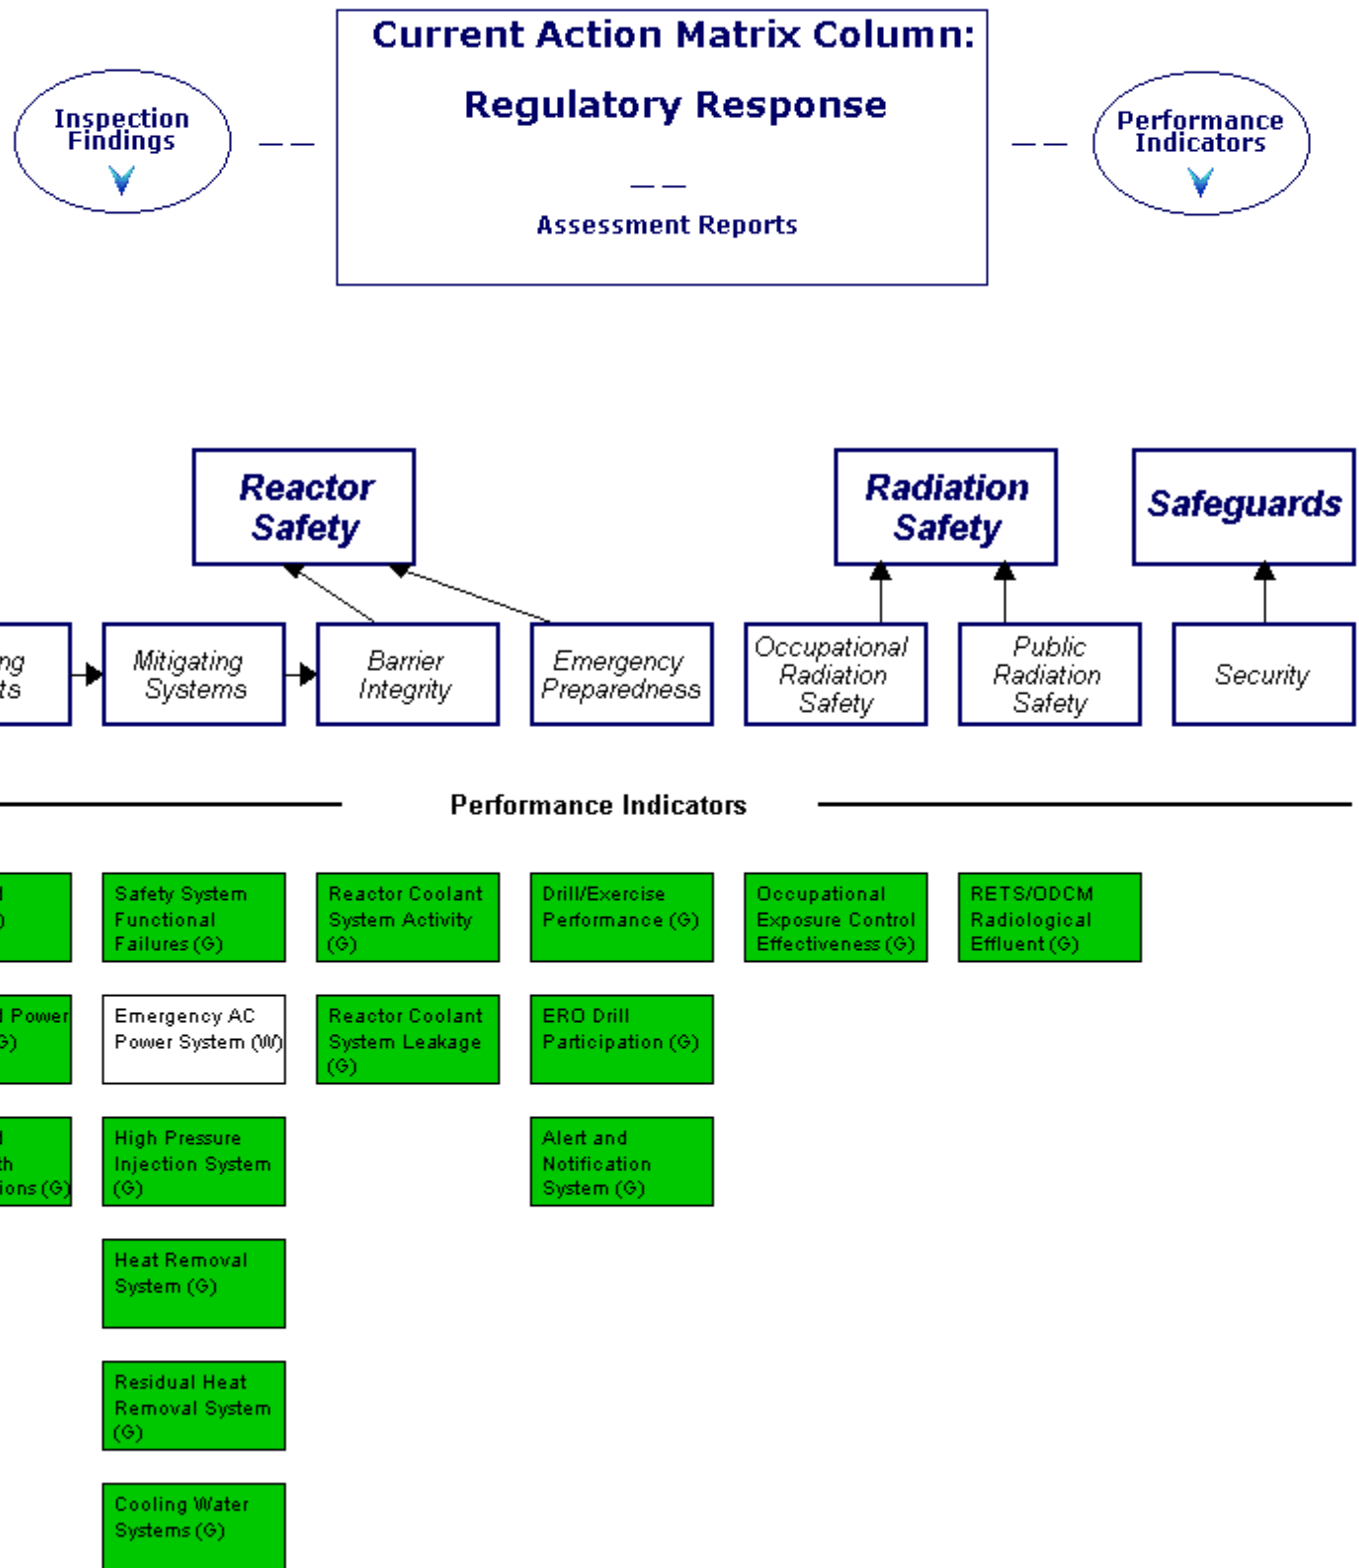 Current Action Matrix Column:
Regulatory Response
Inspection
Findings
Performance
Indicators
Assessment Reports
Reactor
Safety
Radiation
Safety
Safeguards
Mitigating
Systems
Barrier
Integrity
Emergency
Preparedness
Occupational
Radiation
Safety
Public
Radiation
Safety
Security
Performance Indicators
Safety System
Functional
Failures (G)
Reactor Coolant
System Activity
(G)
Drill/Exercise
Performance (G)
Occupational
Exposure Control
Effectiveness (G)
RETS/ODCM
Radiological
Effluent (G)
Power
Emergency AC
Power System (W)
Reactor Coolant
System Leakage
(G)
ERO Drill
Participation (G)
(G)
High Pressure
Injection System
(G)
Alert and
Notification
System (G)
Heat Removal
System (G)
Residual Heat
Removal System
(G)
Cooling Water
Systems (G)